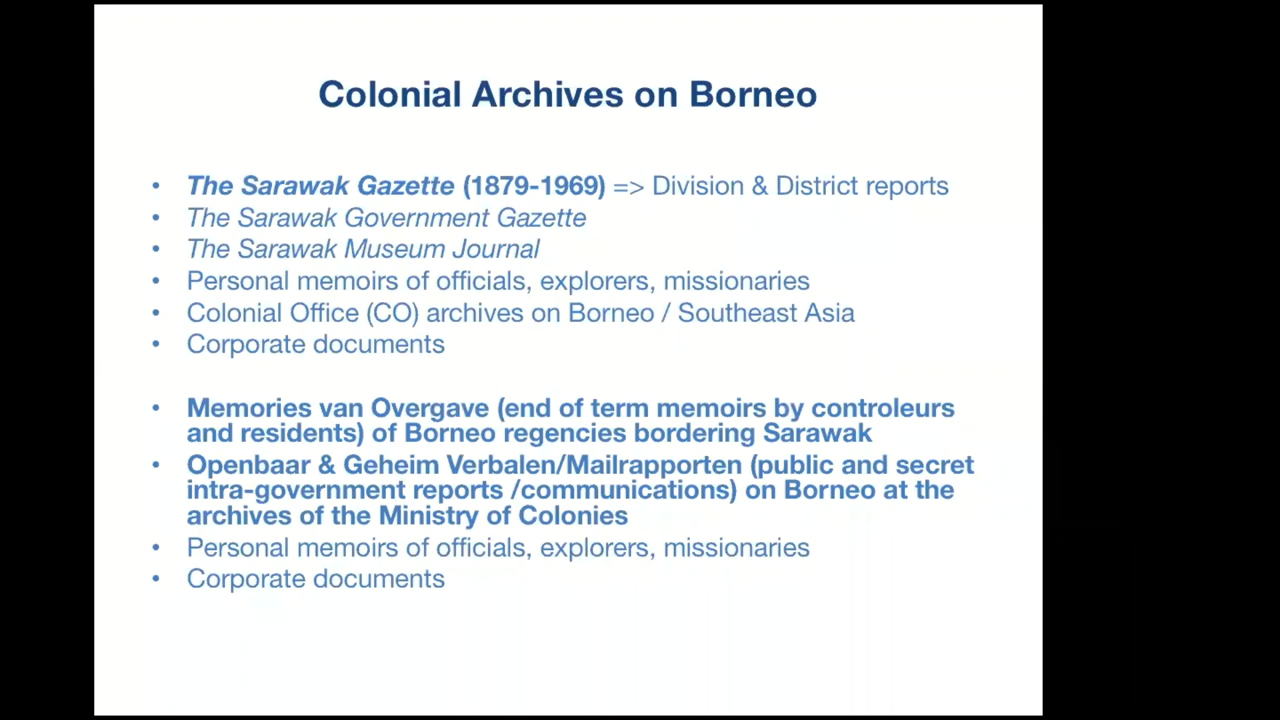 Colonial Archives on Borneo
• The Sarawak Gazette (1879-1969) => Division & District reports
• The Sarawak Government Gazette
• The Sarawak Museum Journal
• Personal memoirs of officials, explorers, missionaries
• Colonial Office (CO) archives on Borneo / Southeast Asia
• Corporate documents
• Memories van Overgave (end of term memoirs by controleurs
and residents) of Borneo regencies bordering Sarawak
• Openbaar & Geheim Verbalen/Mailrapporten (public and secret
intra-government reports /communications) on Borneo at the
archives of the Ministry of Colonies
• Personal memoirs of officials, explorers, missionaries
• Corporate documents